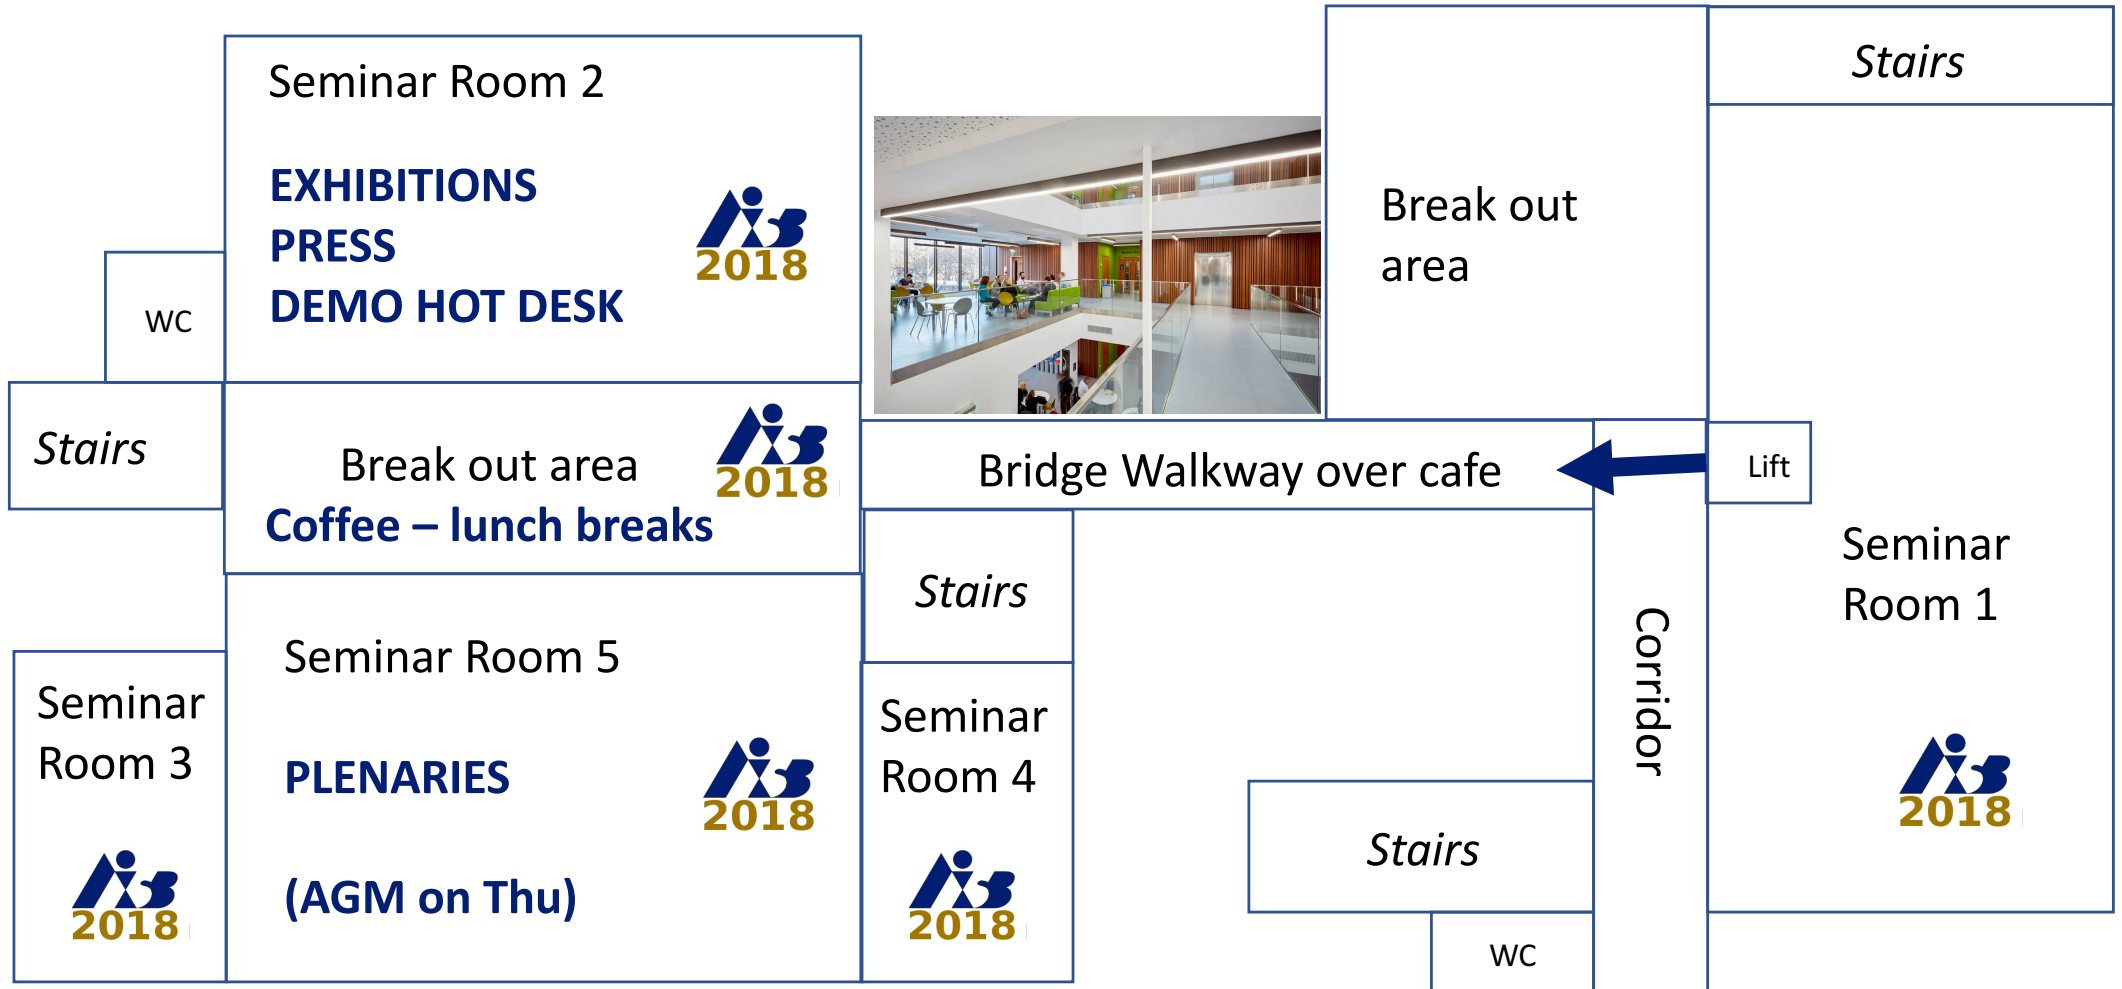 Seminar Room 2
EXHIBITIONS
PRESS
DEMO HOT DESK
2018
WC
Stairs
Break out area
Coffee – lunch breaks
2018
Seminar Room 5
PLENARIES
(AGM on Thu)
2018
Seminar
Room 3
2018
Stairs
Seminar
Room 4
2018
Bridge Walkway over cafe
Break out
area
Stairs
Lift
Seminar
Room 1
2018
Corridor
Stairs
WC